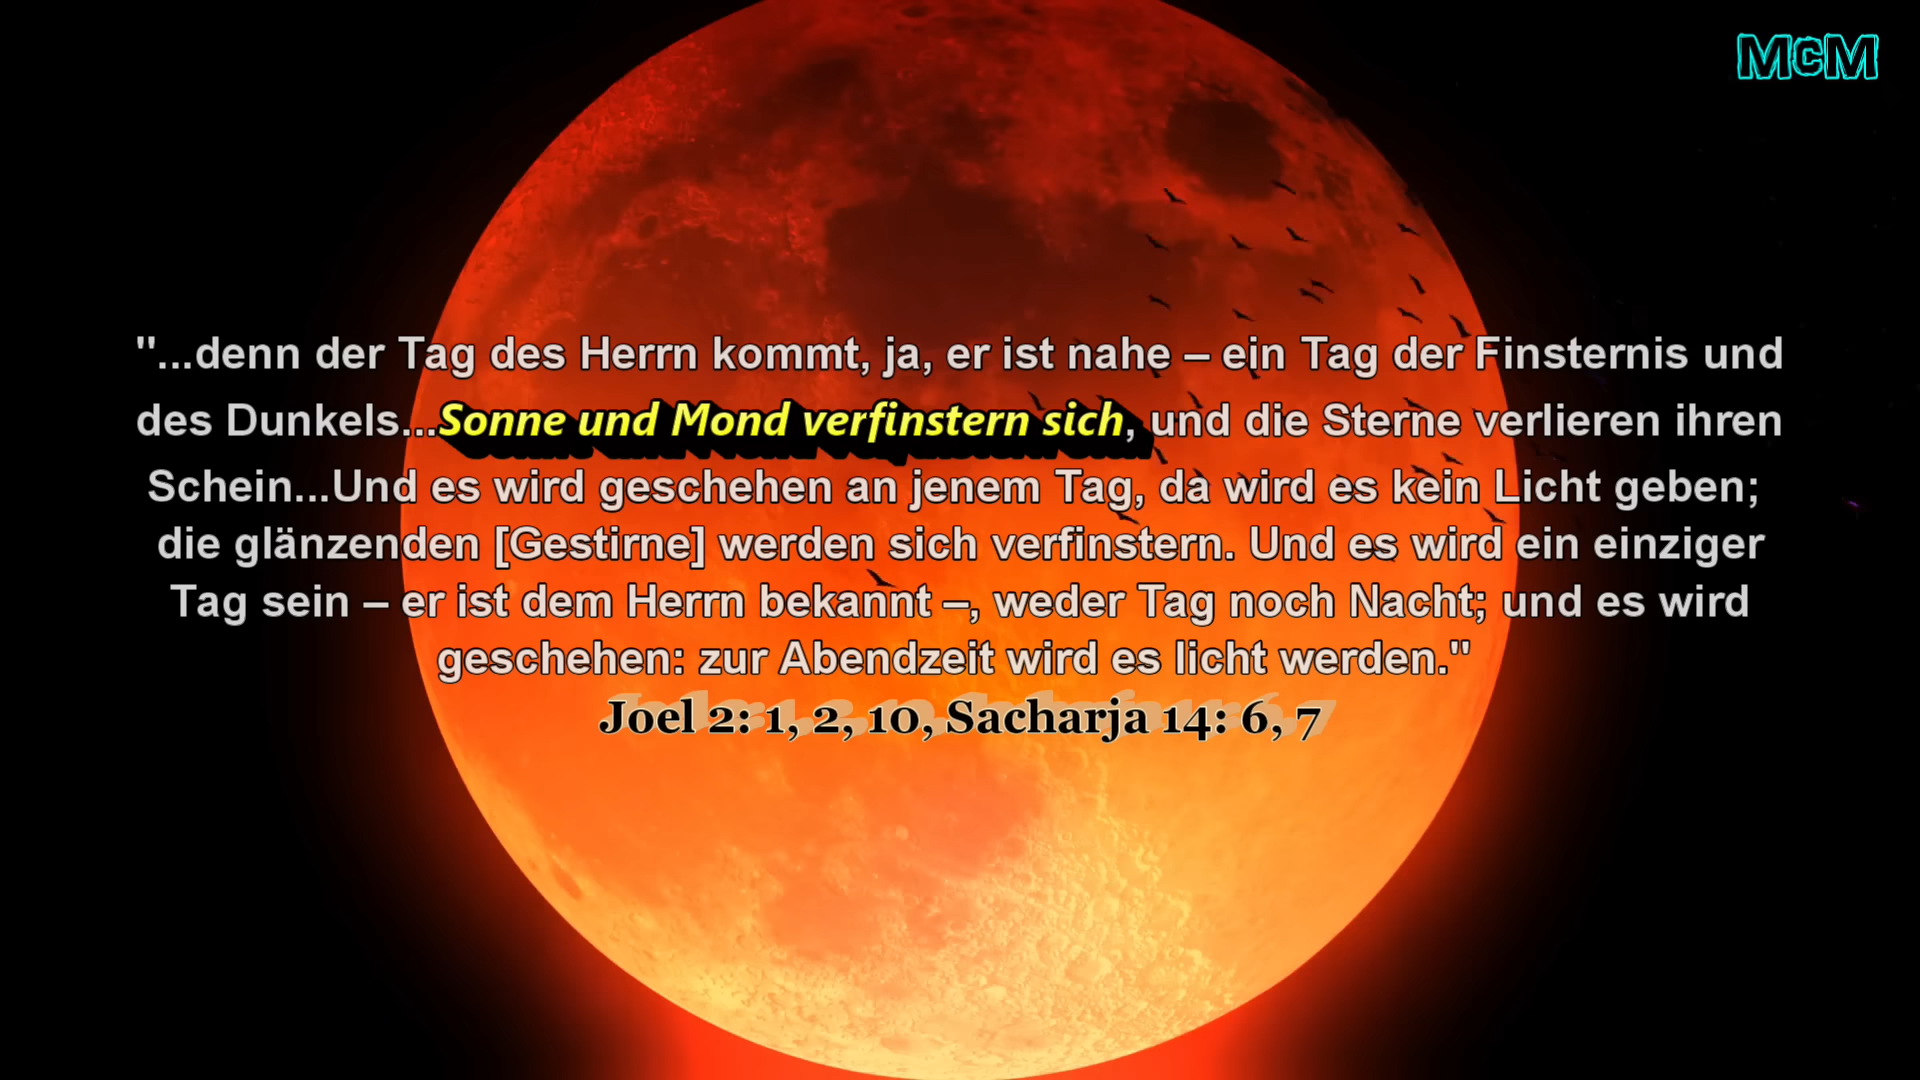 McM
"...denn der Tag des Herrn kommt, ja, er ist nahe – ein Tag der Finsternis und
des Dunkels...Sonne und Mond verfinstern sich, und die Sterne verlieren ihren
Schein...Und es wird geschehen an jenem Tag, da wird es kein Licht geben;
die glänzenden [Gestirne] werden sich verfinstern. Und es wird ein einziger
Tag sein – er ist dem Herrn bekannt –, weder Tag noch Nacht; und es wird
geschehen: zur Abendzeit wird es licht werden."
Joel 2: 1, 2, 10, Sacharja 14: 6, 7